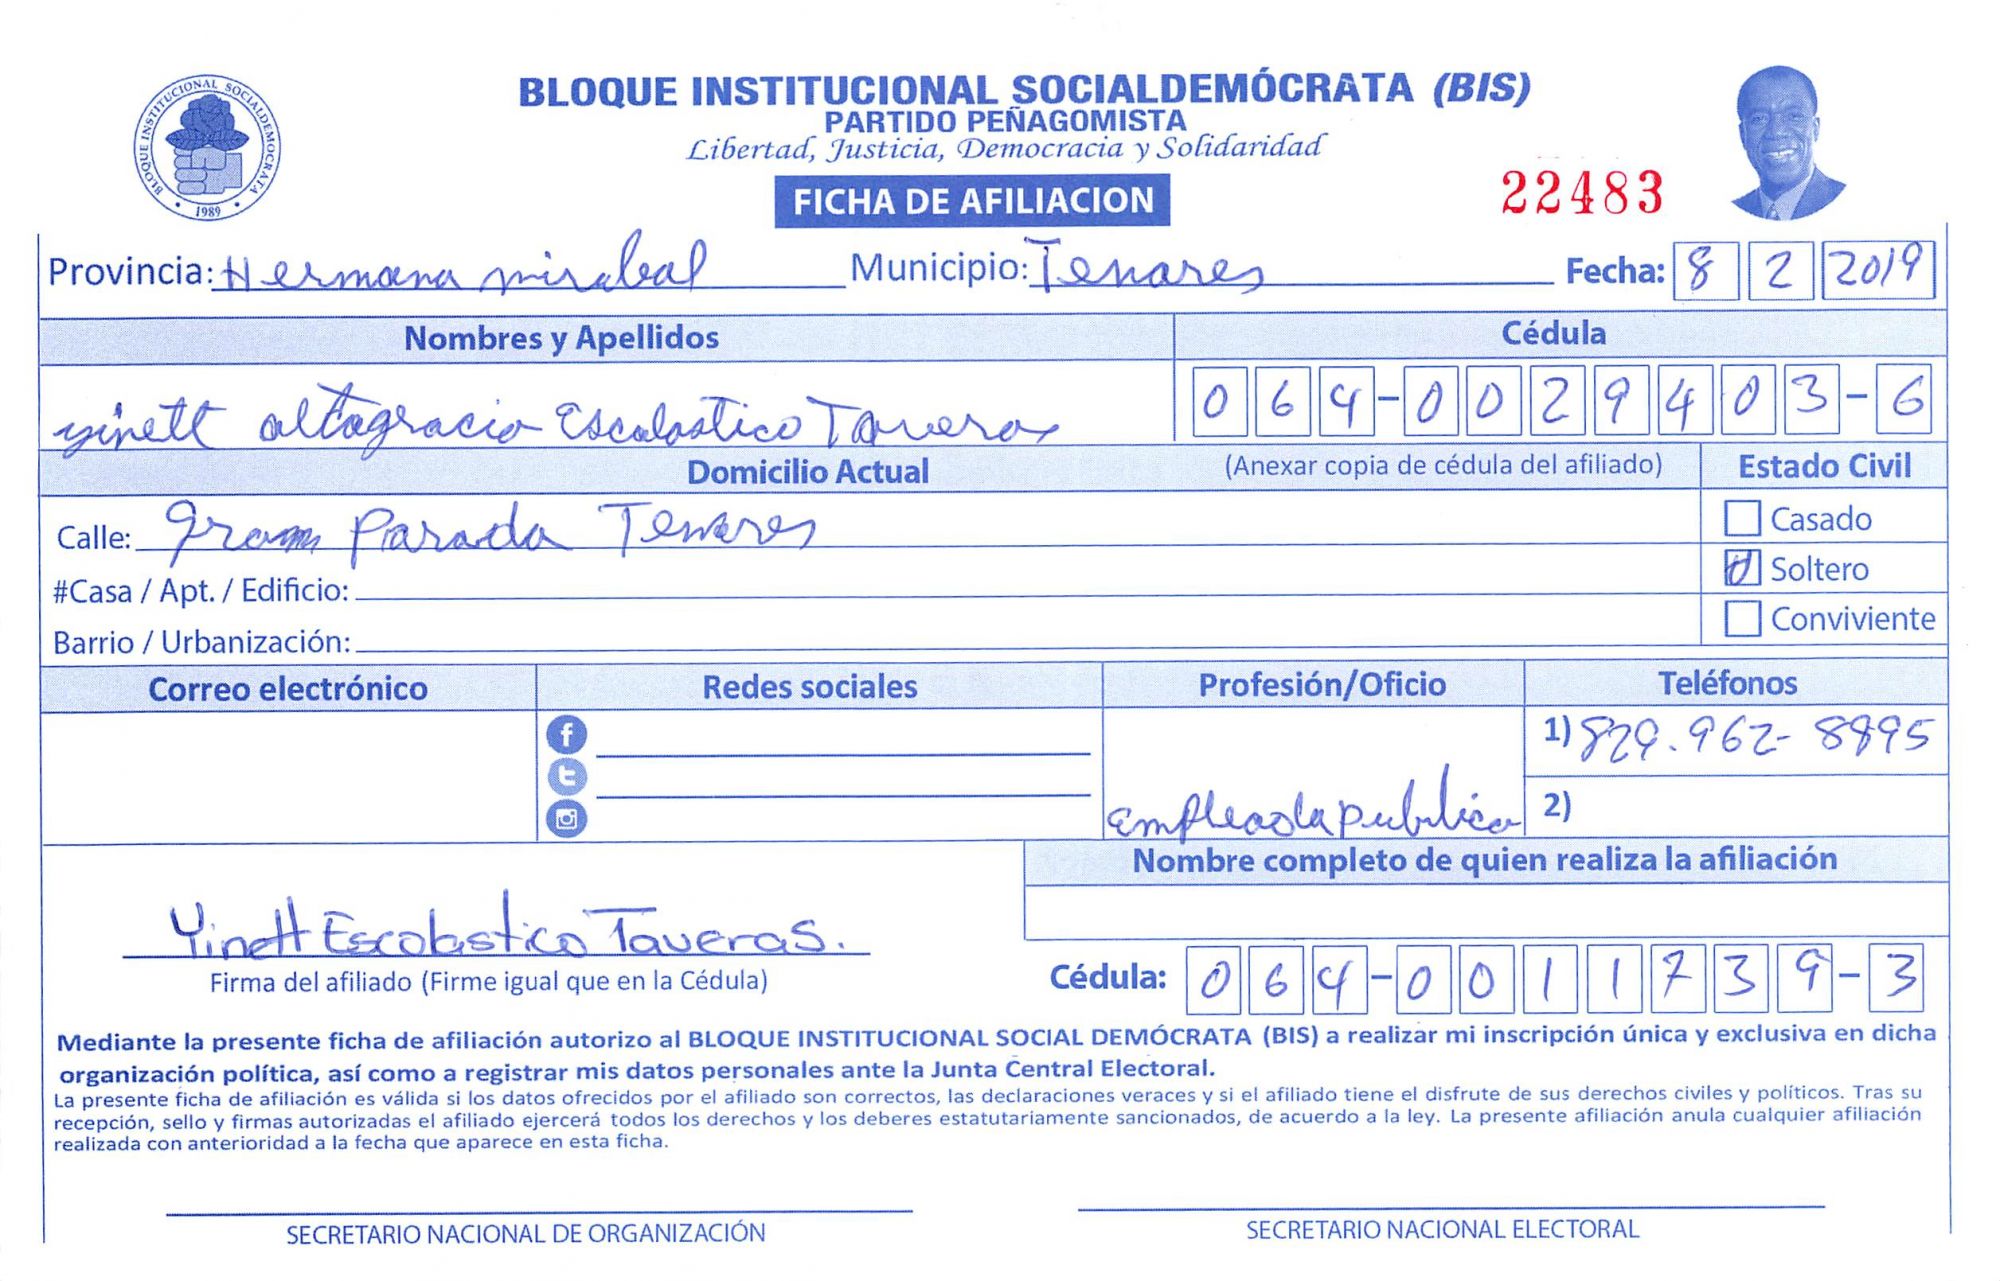 BLOQUE INSTITUCIONAL SOCIALDEMOCRATA
1989
BLOQUE INSTITUCIONAL SOCIALDEMÓCRATA (BIS)
PARTIDO PEÑAGOMISTA
Libertad, Justicia, Democracia y Solidaridad
FICHA DE AFILIACION
22483
Provincia: Hermana mirabal Municipio: Tenares Fecha: 8 2 2019
Nombres y Apellidos Cédula
yinett altagracia Escolastico Taveras 064-0029403-6
Domicilio Actual (Anexar copia de cédula del afiliado) Estado Civil
Calle: gram Parada Tenares Casado
#Casa / Apt. / Edificio: Soltero
Barrio / Urbanización: Conviviente
Correo electrónico Redes sociales Profesión/Oficio Teléfonos
1) 829.962-8895
Empleada publica 2)
Nombre completo de quien realiza la afiliación
Yinett Escolastico Taveras.
Firma del afiliado (Firme igual que en la Cédula) Cédula: 064-0011739-3
Mediante la presente ficha de afiliación autorizo al BLOQUE INSTITUCIONAL SOCIAL DEMÓCRATA (BIS) a realizar mi inscripción única y exclusiva en dicha
organización política, así como a registrar mis datos personales ante la Junta Central Electoral.
La presente ficha de afiliación es válida si los datos ofrecidos por el afiliado son correctos, las declaraciones veraces y si el afiliado tiene el disfrute de sus derechos civiles y políticos. Tras su
recepción, sello y firmas autorizadas el afiliado ejercerá todos los derechos y los deberes estatutariamente sancionados, de acuerdo a la ley. La presente afiliación anula cualquier afiliación
realizada con anterioridad a la fecha que aparece en esta ficha.
SECRETARIO NACIONAL DE ORGANIZACIÓN SECRETARIO NACIONAL ELECTORAL